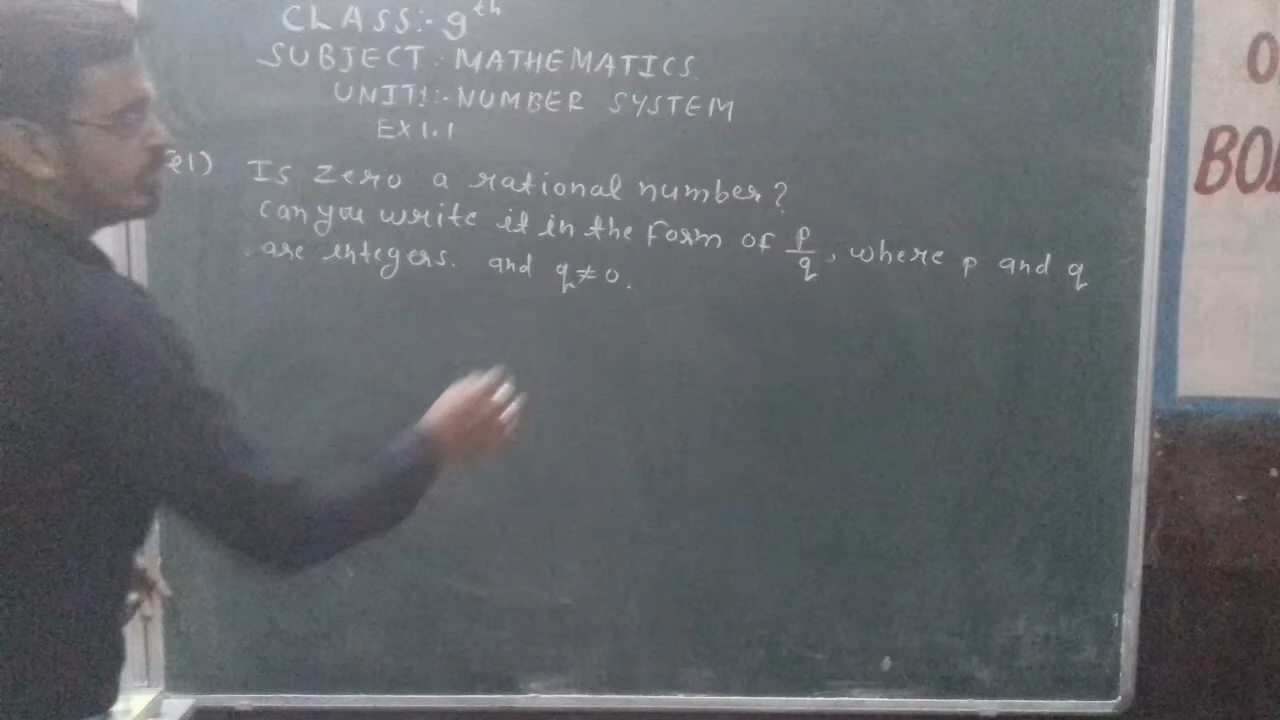 CLASS:- 9th
SUBJECT:- MATHEMATICS
UNIT1:- NUMBER SYSTEM
EX 1.1
Q1) Is zero a rational number?
Can you write it in the form of p/q, where p and q
are integers. and q≠0.
O
BOL